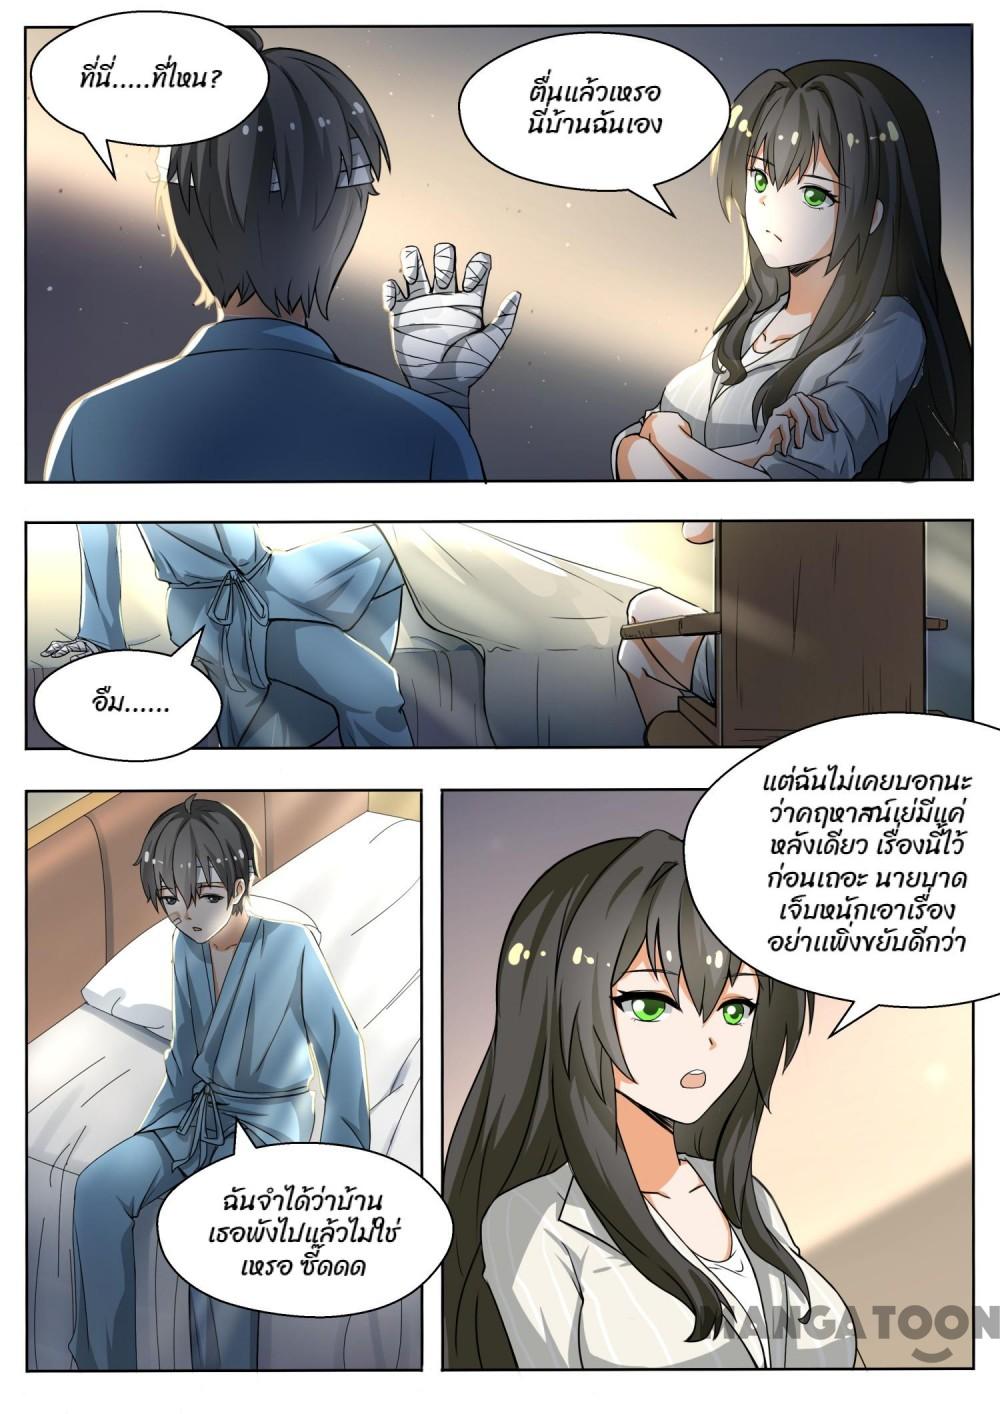 ที่นี่.....ที่ไหน?
ตื่นแล้วเหรอ
นี่บ้านฉันเอง
อืม......
ฉันจำได้ว่าบ้าน
เธอพังไปแล้วไม่ใช่
เหรอ ซี๊ดดด
แต่ฉันไม่เคยบอกนะ
ว่าคฤหาสน์เย่มีแค่
หลังเดียว เรื่องนี้ไว้
ก่อนเถอะ นายบาด
เจ็บหนักเอาเรื่อง
อย่าเเพิ่งขยับดีกว่า
MANGATOON